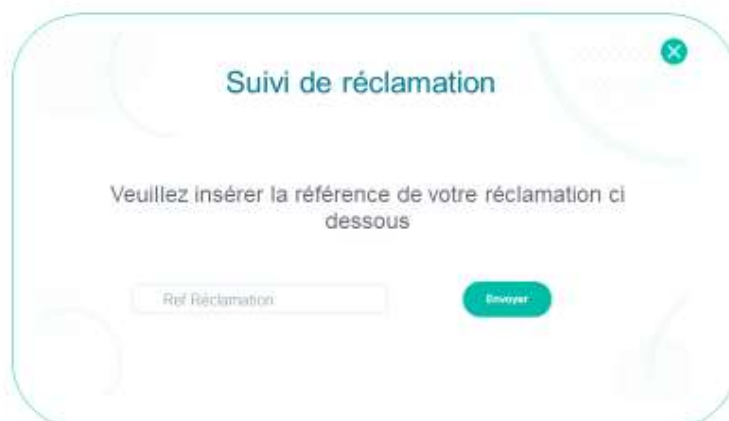 Suivi de réclamation
Veuillez insérer la référence de votre réclamation ci
dessous
Ref Réclamation
Envoyer